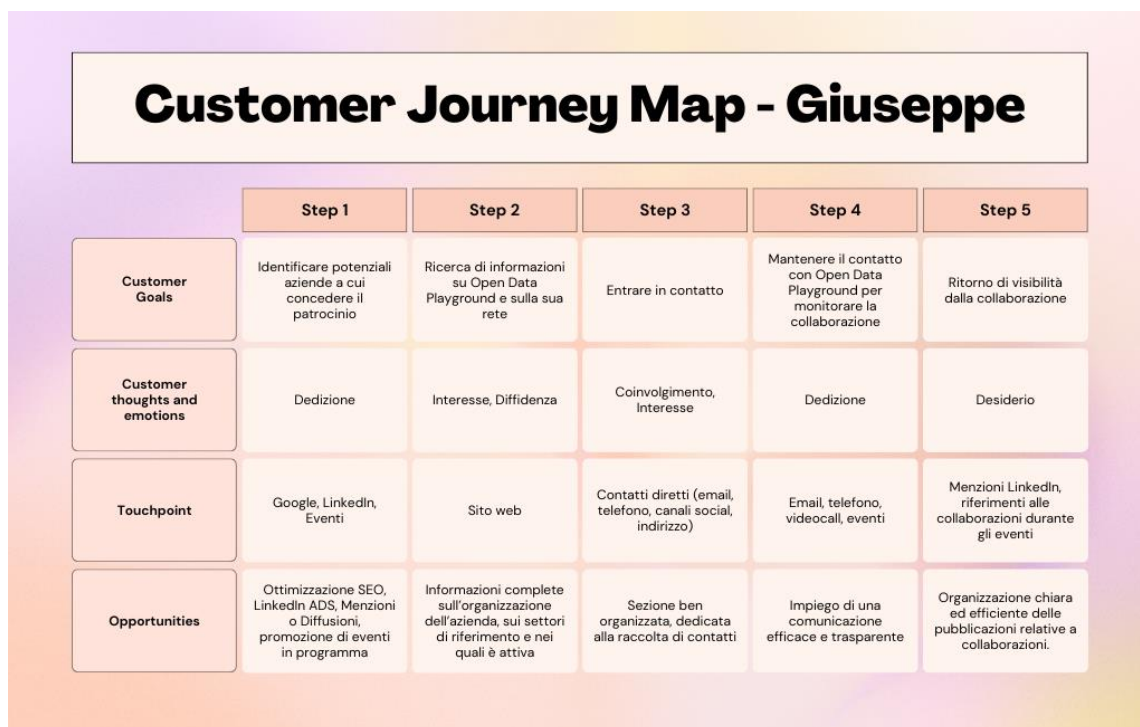 Customer Journey Map - Giuseppe
Step 1
Step 2
Step 3
Step 4
Step 5
Customer
Goals
Identificare potenziali
aziende a cui
concedere il
patrocinio
Ricerca di informazioni
su Open Data
Playground e sulla sua
rete
Entrare in contatto
Mantenere il contatto
con Open Data
Playground per
monitorare la
collaborazione
Ritorno di visibilità
dalla collaborazione
Customer
thoughts and
emotions
Dedizione
Interesse, Diffidenza
Coinvolgimento,
Interesse
Dedizione
Desiderio
Touchpoint
Google, LinkedIn,
Eventi
Sito web
Contatti diretti (email,
telefono, canali social,
indirizzo)
Email, telefono,
videocall, eventi
Menzioni LinkedIn,
riferimenti alle
collaborazioni durante
gli eventi
Opportunities
Ottimizzazione SEO,
LinkedIn ADS, Menzioni
o Diffusioni,
promozione di eventi
in programma
Informazioni complete
sull'organizzazione
dell'azienda, sui settori
di riferimento e nei
quali è attiva
Sezione ben
organizzata, dedicata
alla raccolta di contatti
Impiego di una
comunicazione
efficace e trasparente
Organizzazione chiara
ed efficiente delle
pubblicazioni relative a
collaborazioni.